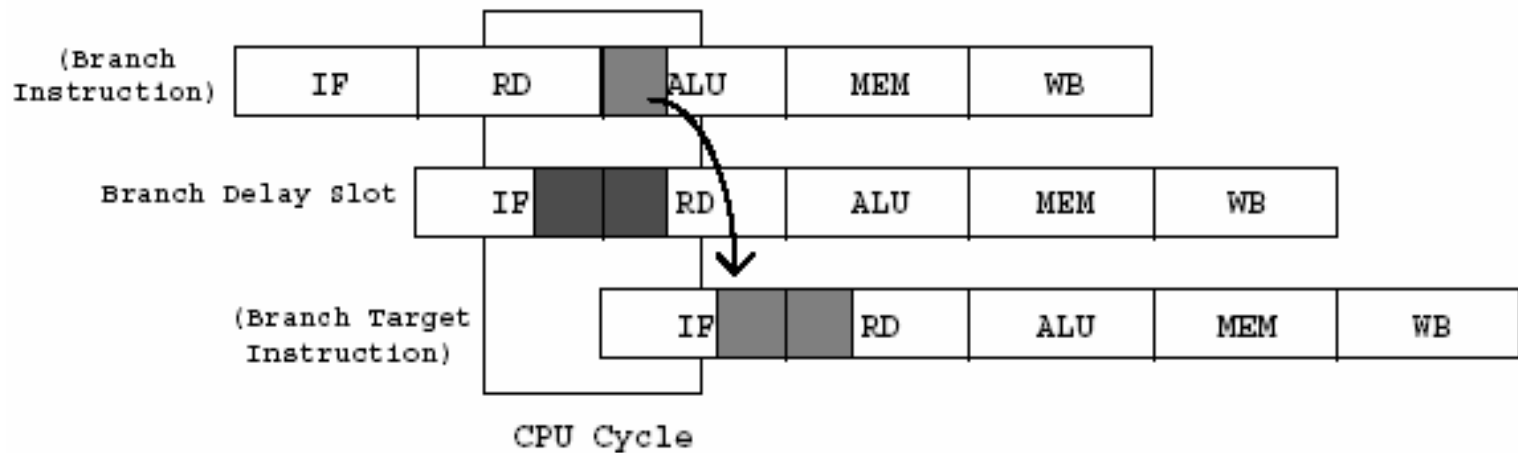 (Branch
Instruction)
IF RD ALU MEM WB
Branch Delay Slot
IF RD ALU MEM WB
(Branch Target
Instruction)
IF RD ALU MEM WB
CPU Cycle